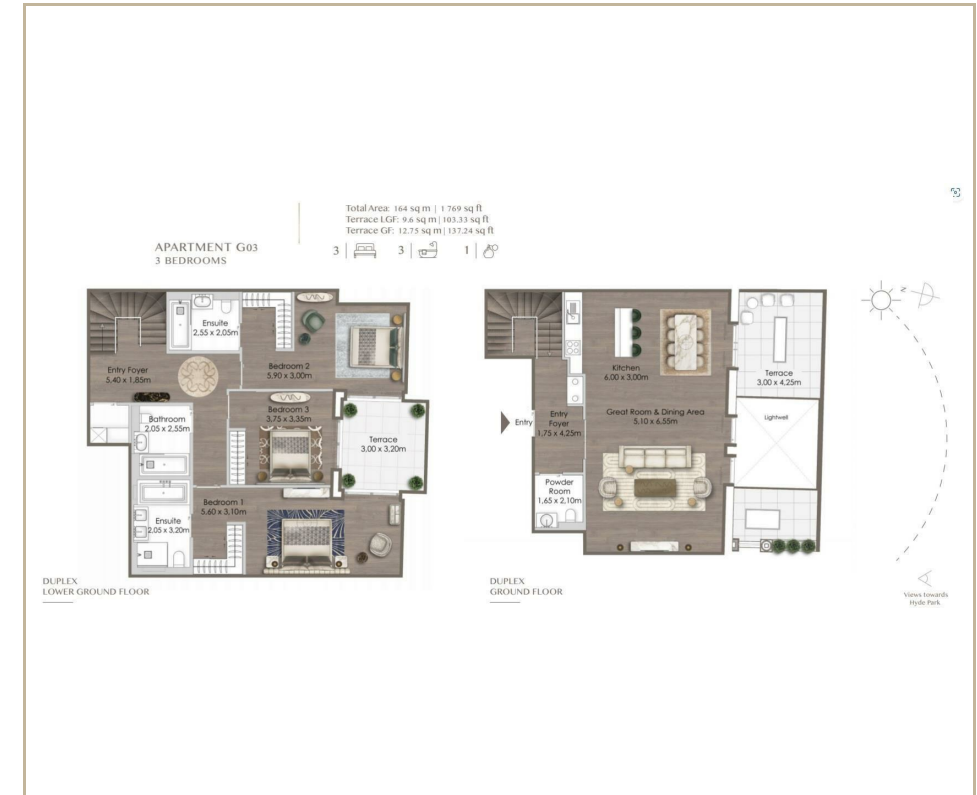 Total Area: 164 sq m | 1 769 sq ft
Terrace LGF: 9.6 sq m | 103.33 sq ft
Terrace GF: 12.75 sq m | 137.24 sq ft
APARTMENT G03
3 BEDROOMS
3 |
3 |
1 |
Ensuite
2,55 x 2,05m
Entry Foyer
5,40 x 1,85m
Bedroom 2
5,90 x 3,00m
Bathroom
2,05 x 2,55m
Bedroom 3
3,75 x 3,35m
Terrace
3,00 x 3,20m
Bedroom 1
5,60 x 3,10m
Ensuite
2,05 x 3,20m
DUPLEX
LOWER GROUND FLOOR
Kitchen
6,00 x 3,00m
Terrace
3,00 x 4,25m
Entry
Entry
Foyer
1,75 x 4,25m
Great Room & Dining Area
5,10 x 6,55m
Lightwell
Powder
Room
1,65 x 2,10m
DUPLEX
GROUND FLOOR
N
Views towards
Hyde Park